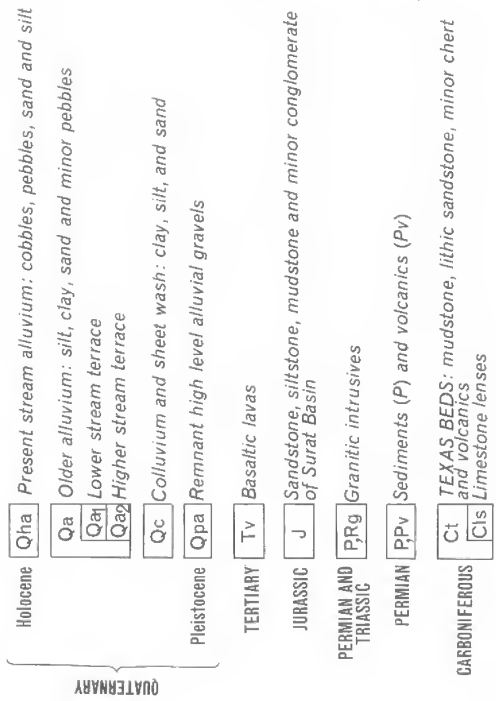 QUATERNARY
Holocene Qha Present stream alluvium: cobbles, pebbles, sand and silt
Qa Older alluvium: silt, clay, sand and minor pebbles
Qa1 Lower stream terrace
Qa2 Higher stream terrace
Qc Colluvium and sheet wash: clay, silt, and sand
Pleistocene Qpa Remnant high level alluvial gravels
TERTIARY Tv Basaltic lavas
JURASSIC J Sandstone, siltstone, mudstone and minor conglomerate
of Surat Basin
PERMIAN AND
TRIASSIC P,Rg Granitic intrusives
PERMIAN P,Pv Sediments (P) and volcanics (Pv)
CARBONIFEROUS Ct TEXAS BEDS: mudstone, lithic sandstone, minor chert
and volcanics
Cls Limestone lenses